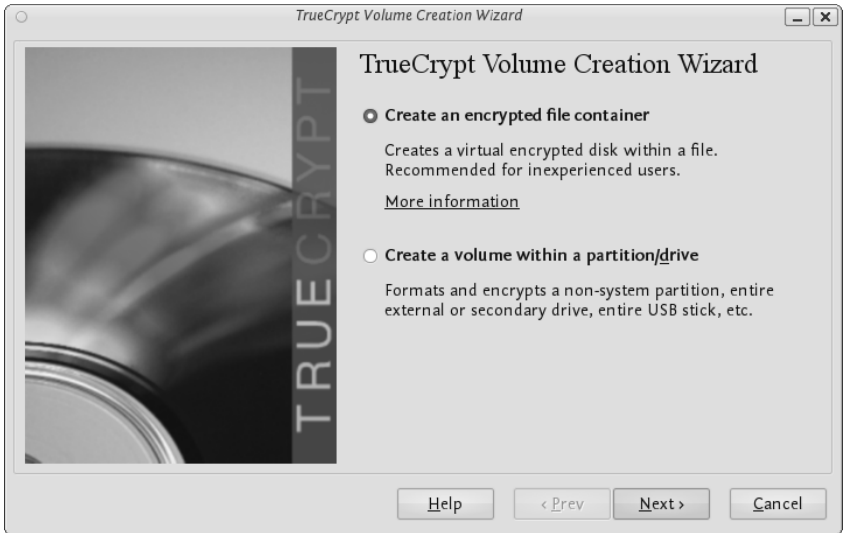 TrueCrypt Volume Creation Wizard
TRUECRYPT
TrueCrypt Volume Creation Wizard
Create an encrypted file container
Creates a virtual encrypted disk within a file.
Recommended for inexperienced users.
More information
Create a volume within a partition/drive
Formats and encrypts a non-system partition, entire
external or secondary drive, entire USB stick, etc.
Help
< Prev
Next >
Cancel